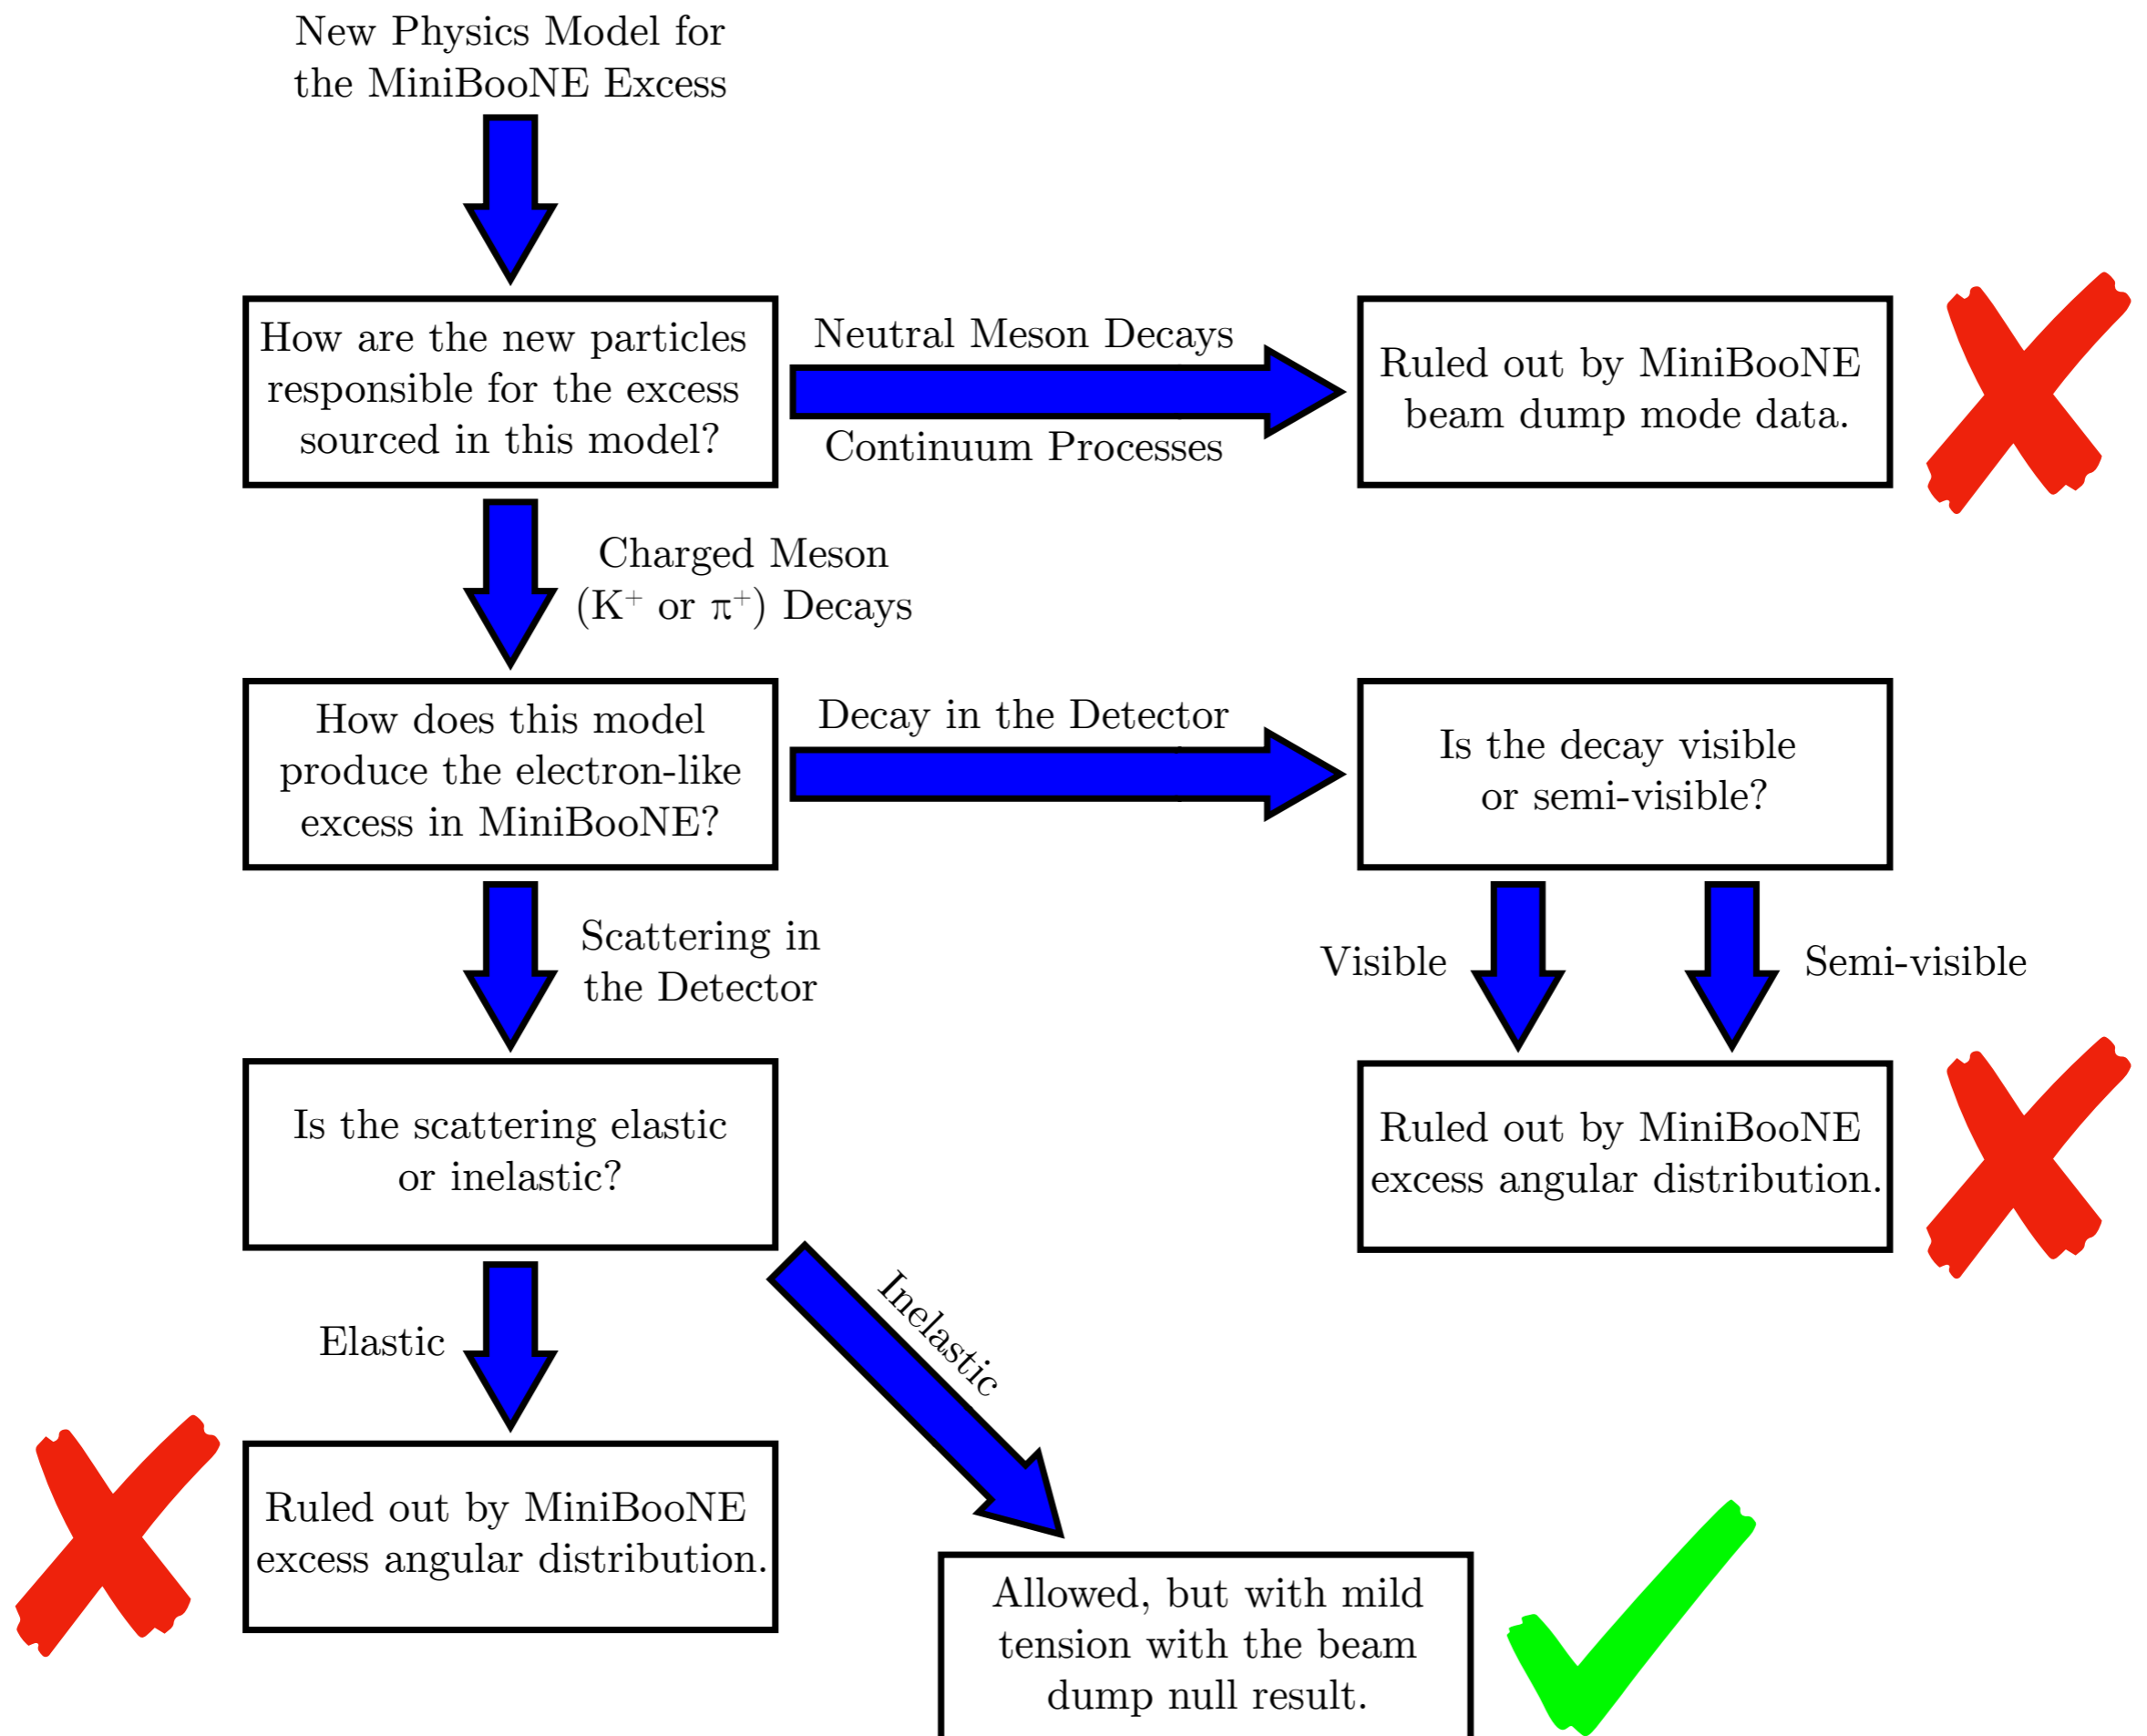 New Physics Model for
the MiniBooNE Excess
How are the new particles
responsible for the excess
sourced in this model?
Neutral Meson Decays
Continuum Processes
Ruled out by MiniBooNE
beam dump mode data.
Charged Meson
(K⁺ or π⁺) Decays
How does this model
produce the electron-like
excess in MiniBooNE?
Decay in the Detector
Is the decay visible
or semi-visible?
Scattering in
the Detector
Visible
Semi-visible
Is the scattering elastic
or inelastic?
Ruled out by MiniBooNE
excess angular distribution.
Elastic
Inelastic
Ruled out by MiniBooNE
excess angular distribution.
Allowed, but with mild
tension with the beam
dump null result.